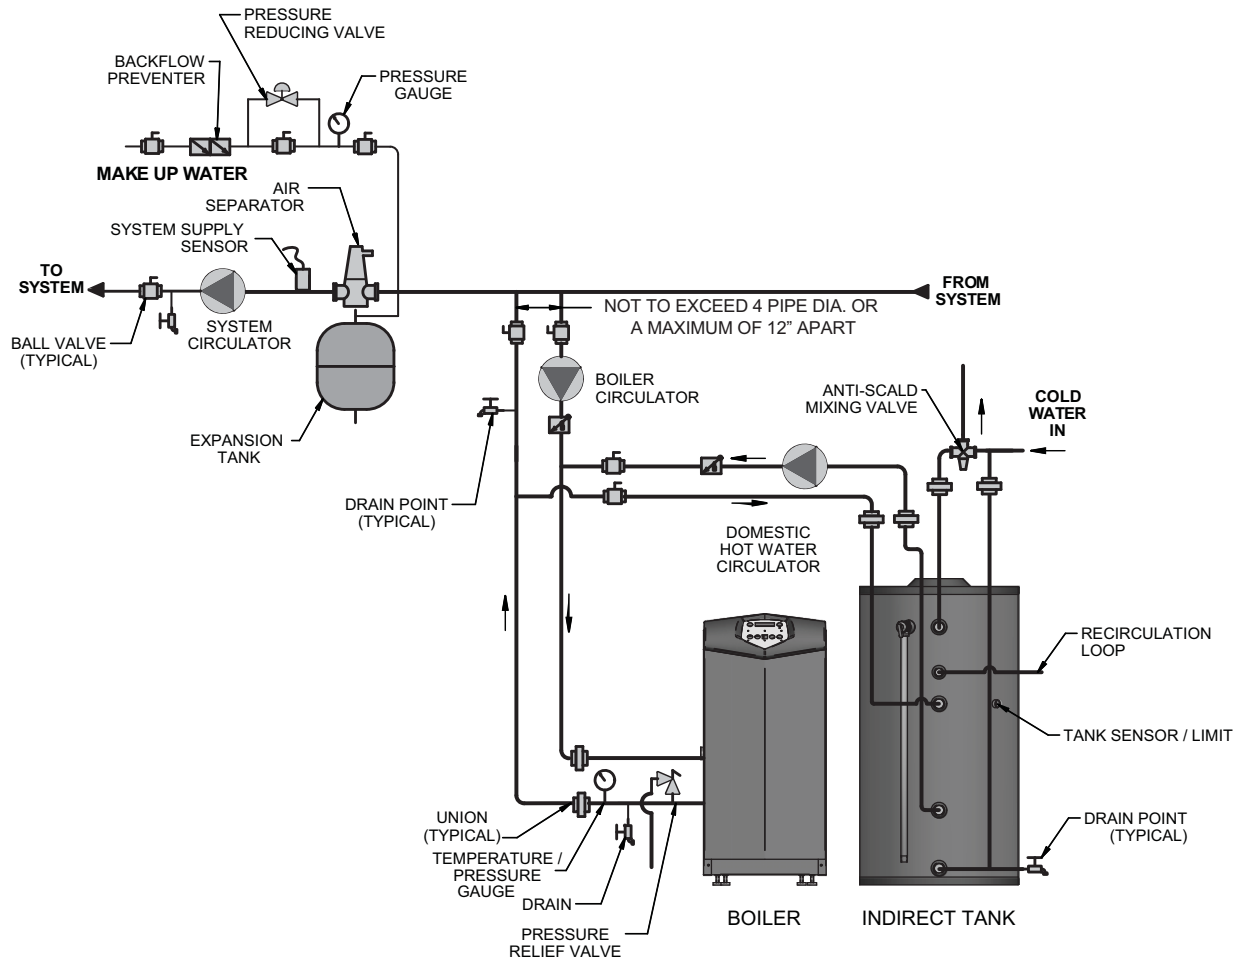 PRESSURE
REDUCING VALVE
BACKFLOW
PREVENTER
PRESSURE
GAUGE
MAKE UP WATER
AIR
SEPARATOR
SYSTEM SUPPLY
SENSOR
TO
SYSTEM
FROM
SYSTEM
NOT TO EXCEED 4 PIPE DIA. OR
A MAXIMUM OF 12" APART
SYSTEM
CIRCULATOR
BALL VALVE
(TYPICAL)
BOILER
CIRCULATOR
ANTI-SCALD
MIXING VALVE
COLD
WATER
IN
EXPANSION
TANK
DRAIN POINT
(TYPICAL)
DOMESTIC
HOT WATER
CIRCULATOR
RECIRCULATION
LOOP
TANK SENSOR / LIMIT
UNION
(TYPICAL)
DRAIN POINT
(TYPICAL)
TEMPERATURE /
PRESSURE
GAUGE
DRAIN
PRESSURE
RELIEF VALVE
BOILER
INDIRECT TANK